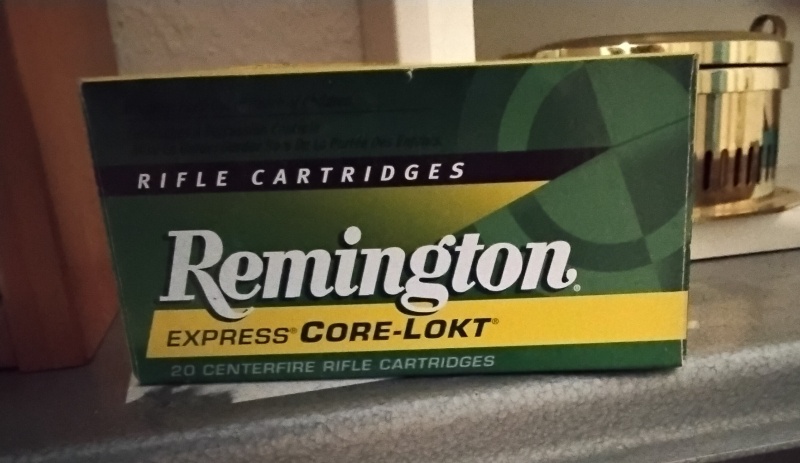 RIFLE CARTRIDGES
Remington®
EXPRESS® CORE-LOKT®
20 CENTERFIRE RIFLE CARTRIDGES